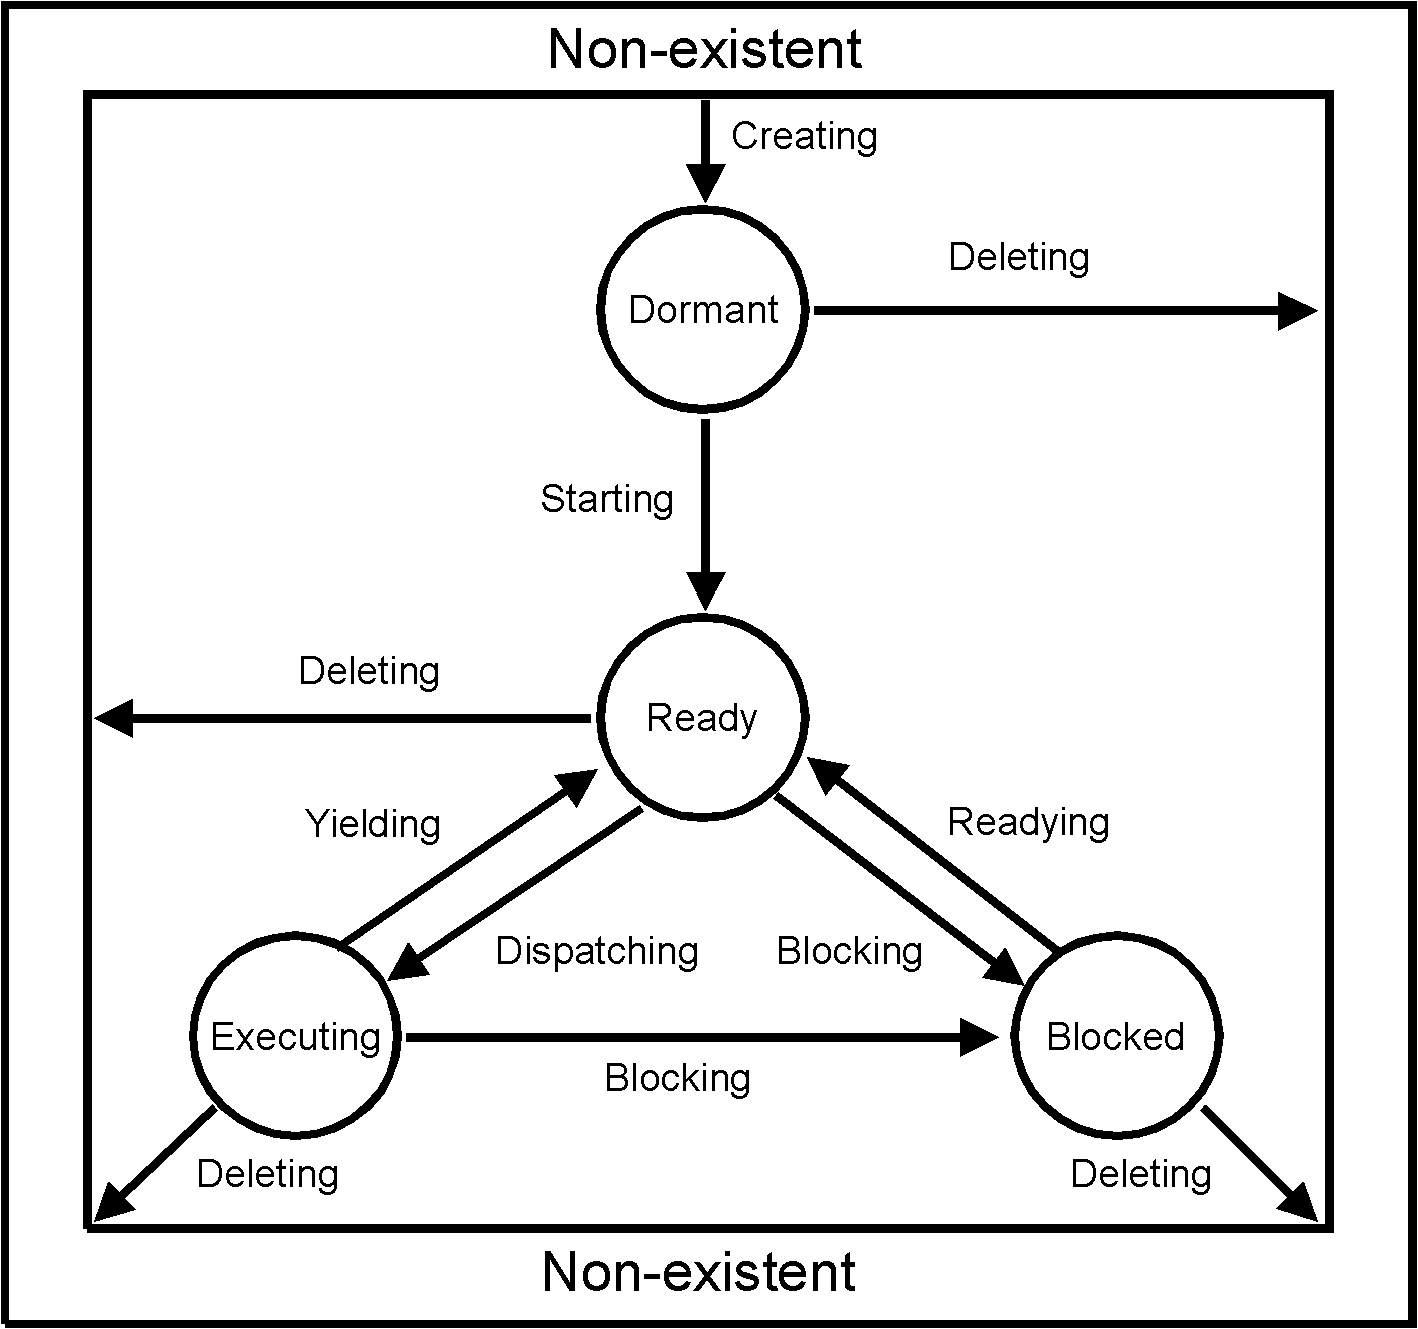 Non-existent
Creating
Deleting
Dormant
Starting
Deleting
Ready
Yielding
Readying
Dispatching
Blocking
Executing
Blocked
Blocking
Deleting
Deleting
Non-existent